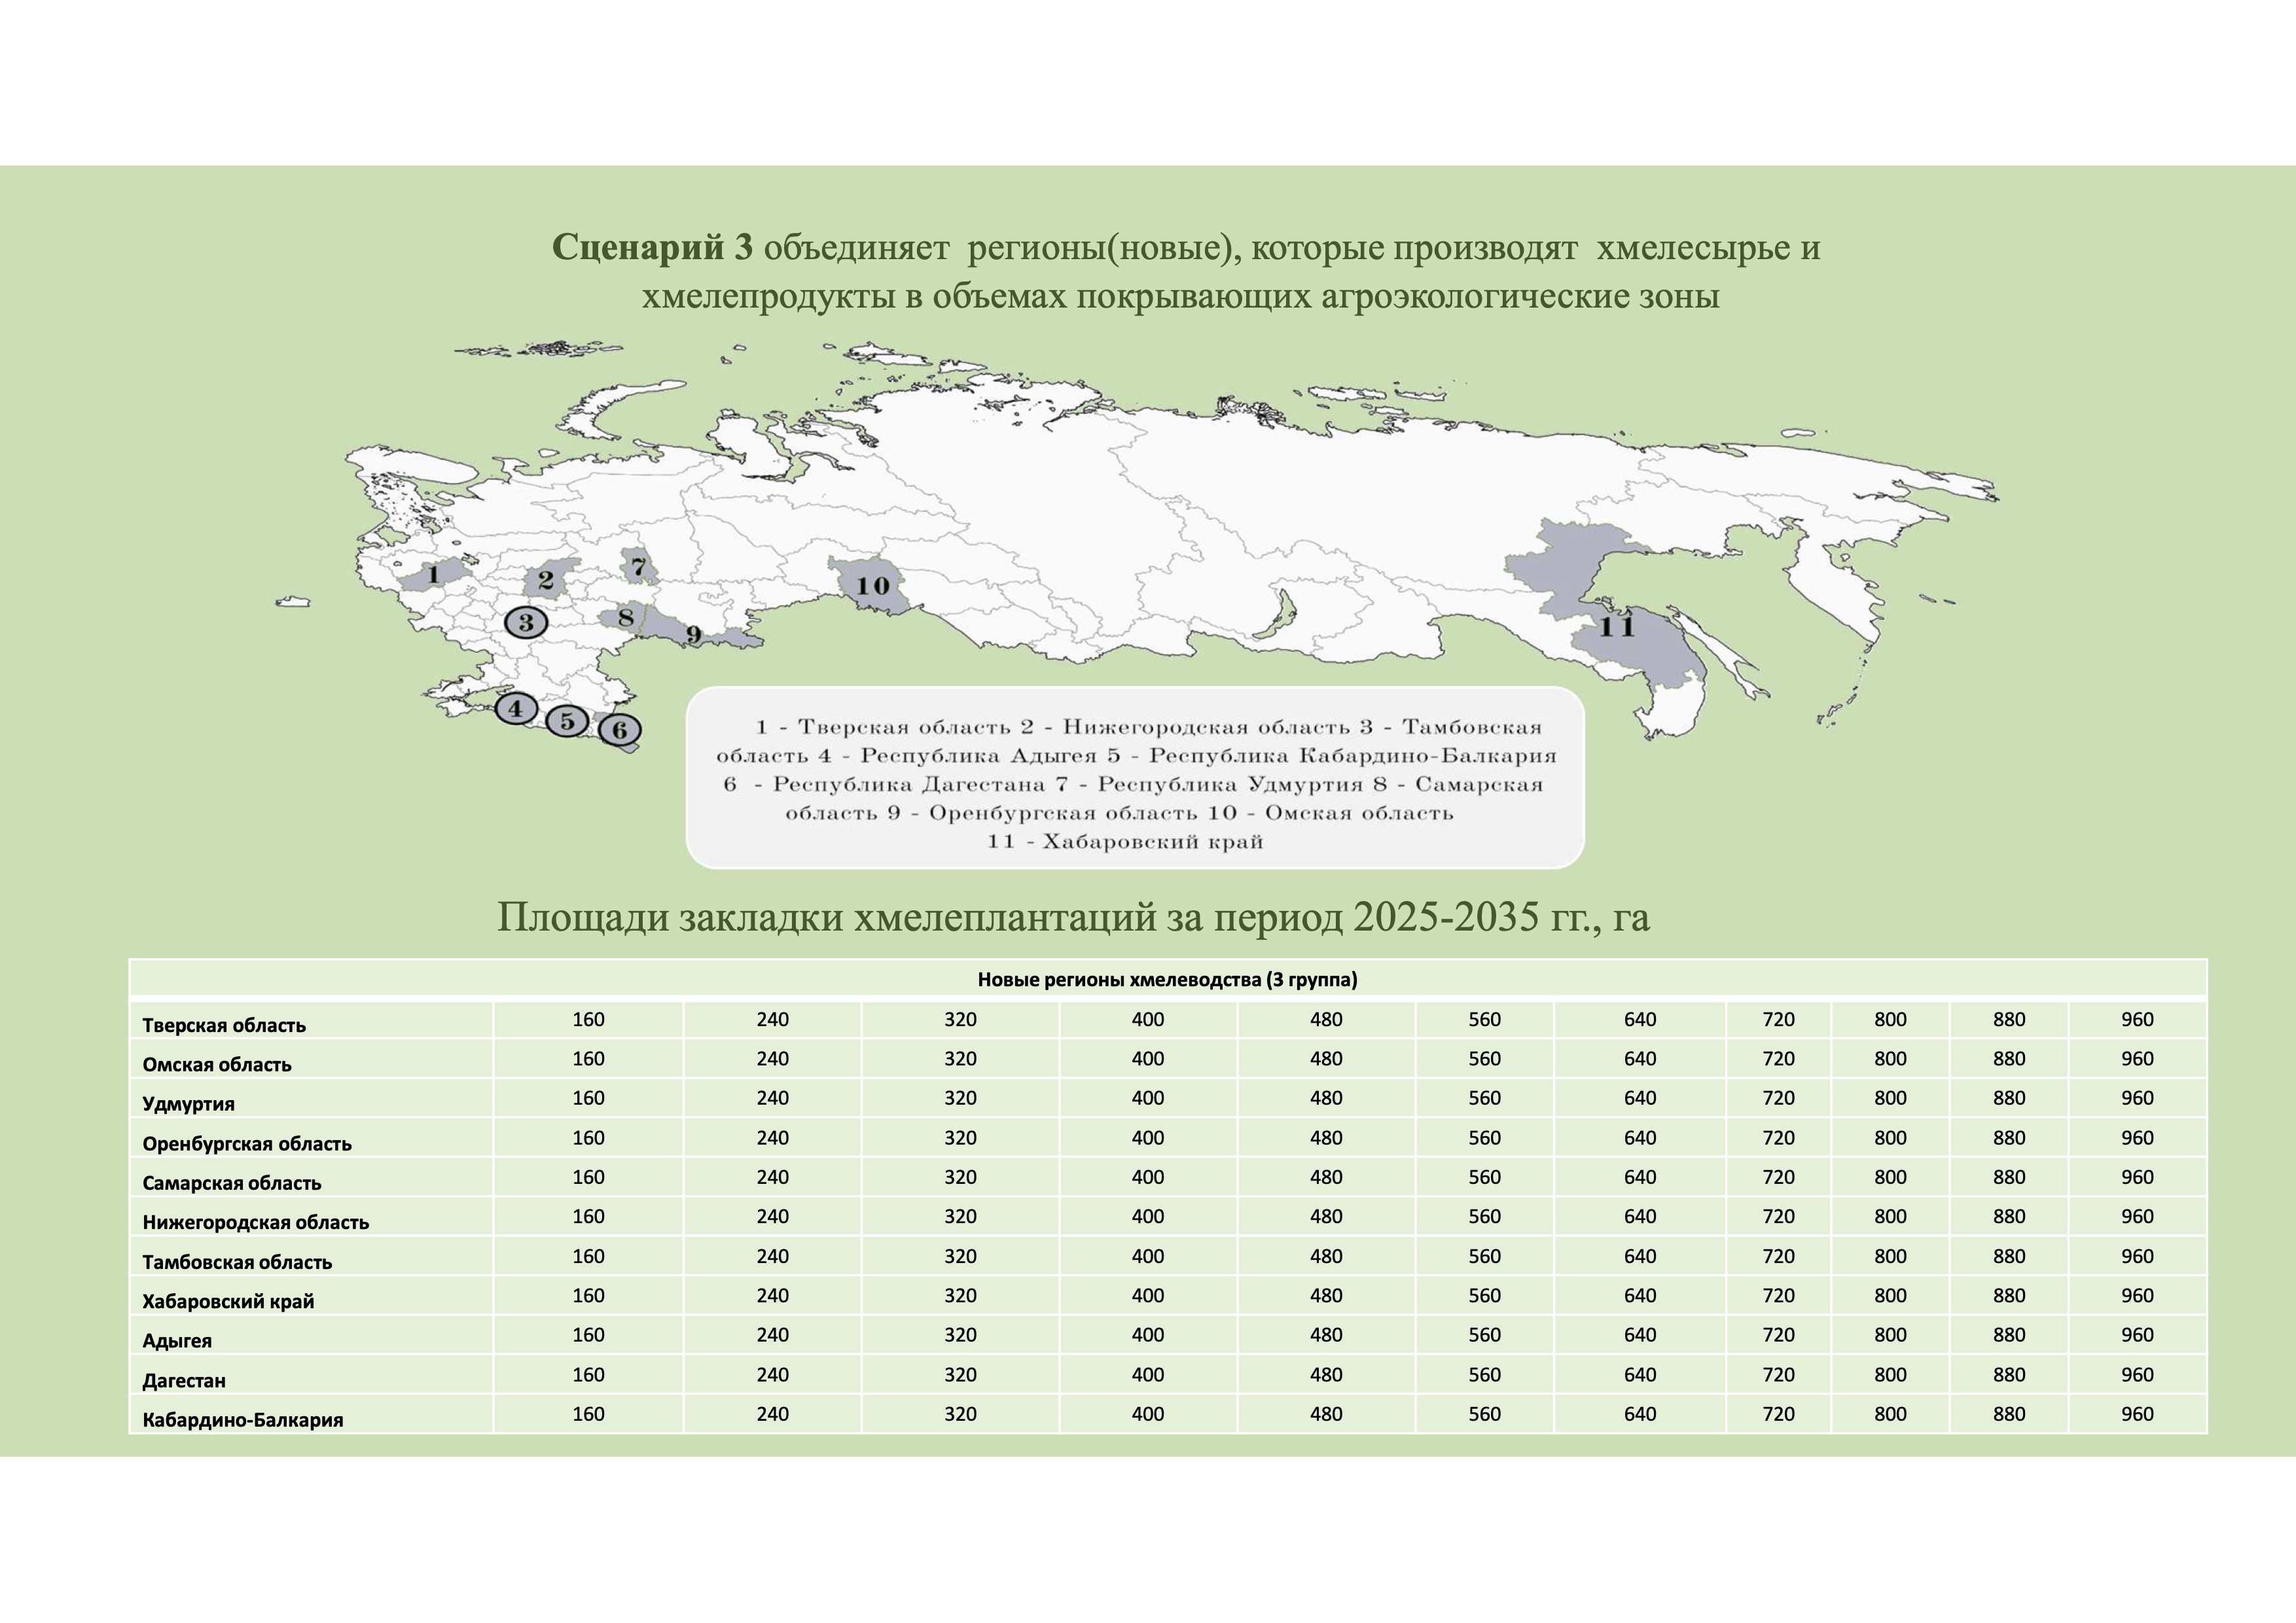 Сценарий 3 объединяет  регионы(новые), которые производят  хмелесырье и
хмелепродукты в объемах покрывающих агроэкологические зоны
1
2
7
10
3
8
9
11
4
5
6
1 - Тверская область 2 - Нижегородская область 3 - Тамбовская
область 4 - Республика Адыгея 5 - Республика Кабардино-Балкария
6  - Республика Дагестана 7 - Республика Удмуртия 8 - Самарская
область 9 - Оренбургская область 10 - Омская область
11 - Хабаровский край
Площади закладки хмелеплантаций за период 2025-2035 гг., га
Новые регионы хмелеводства (3 группа)
Тверская область 160 240 320 400 480 560 640 720 800 880 960
Омская область 160 240 320 400 480 560 640 720 800 880 960
Удмуртия 160 240 320 400 480 560 640 720 800 880 960
Оренбургская область 160 240 320 400 480 560 640 720 800 880 960
Самарская область 160 240 320 400 480 560 640 720 800 880 960
Нижегородская область 160 240 320 400 480 560 640 720 800 880 960
Тамбовская область 160 240 320 400 480 560 640 720 800 880 960
Хабаровский край 160 240 320 400 480 560 640 720 800 880 960
Адыгея 160 240 320 400 480 560 640 720 800 880 960
Дагестан 160 240 320 400 480 560 640 720 800 880 960
Кабардино-Балкария 160 240 320 400 480 560 640 720 800 880 960